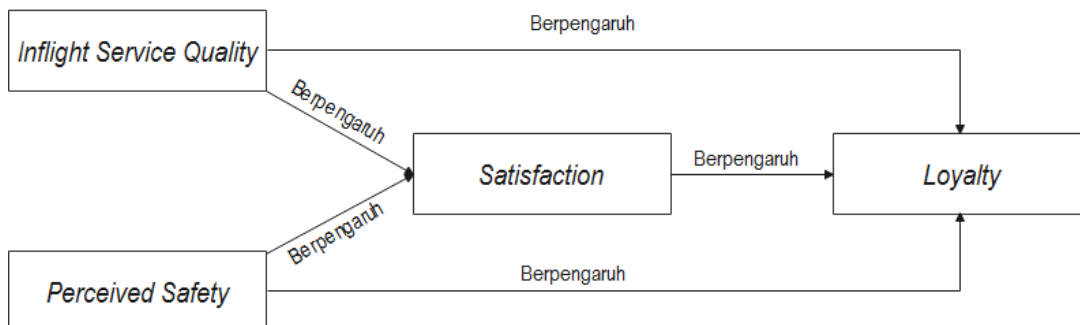 Berpengaruh
Inflight Service Quality
Berpengaruh
Satisfaction
Berpengaruh
Loyalty
Berpengaruh
Perceived Safety
Berpengaruh